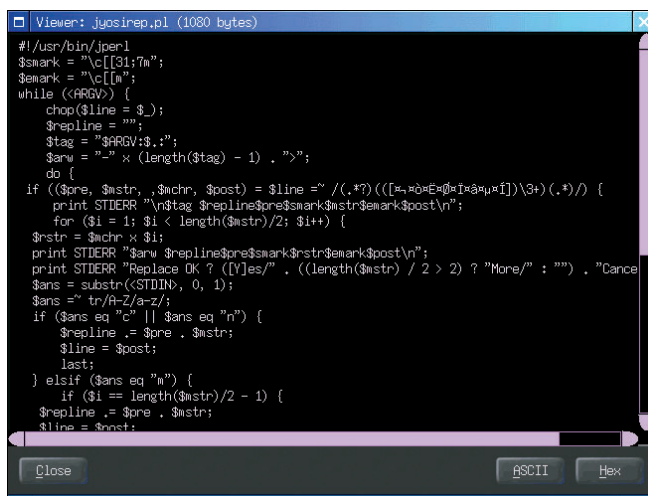 Viewer: jyosirep.pl (1080 bytes)
#!/usr/bin/jperl
$smark = "\c[[31;7m";
$emark = "\c[[m";
while (<ARGV>) {
    chop($line = $_);
    $repline = "";
    $tag = "$ARGV:$.:";
    $arw = "-" x (length($tag) - 1) . ">";
    do {
 if (($pre, $mstr, ,$mchr, $post) = $line =~ /(.*?)(([¤¬¤ò¤Ë¤Ø¤Ï¤â¤µ¤Í])\3+)(.*)/) {
     print STDERR "\n$tag $repline$pre$smark$mstr$emark$post\n";
     for ($i = 1; $i < length($mstr)/2; $i++) {
  $rstr = $mchr x $i;
  print STDERR "$arw $repline$pre$smark$rstr$emark$post\n";
  print STDERR "Replace OK ? ([Y]es/" . ((length($mstr) / 2 > 2) ? "More/" : "") . "Cance
  $ans = substr(<STDIN>, 0, 1);
  $ans =~ tr/A-Z/a-z/;
  if ($ans eq "c" || $ans eq "n") {
      $repline .= $pre . $mstr;
      $line = $post;
      last;
  } elsif ($ans eq "m") {
      if ($i == length($mstr)/2 - 1) {
   $repline .= $pre . $mstr;
   $line = $post;
Close
ASCII
Hex